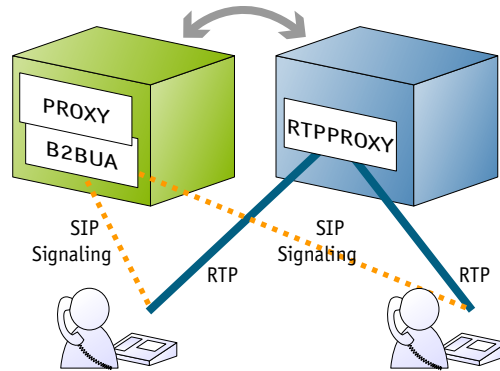 PROXY
B2BUA
RTPPROXY
SIP
Signaling
SIP
Signaling
RTP
RTP